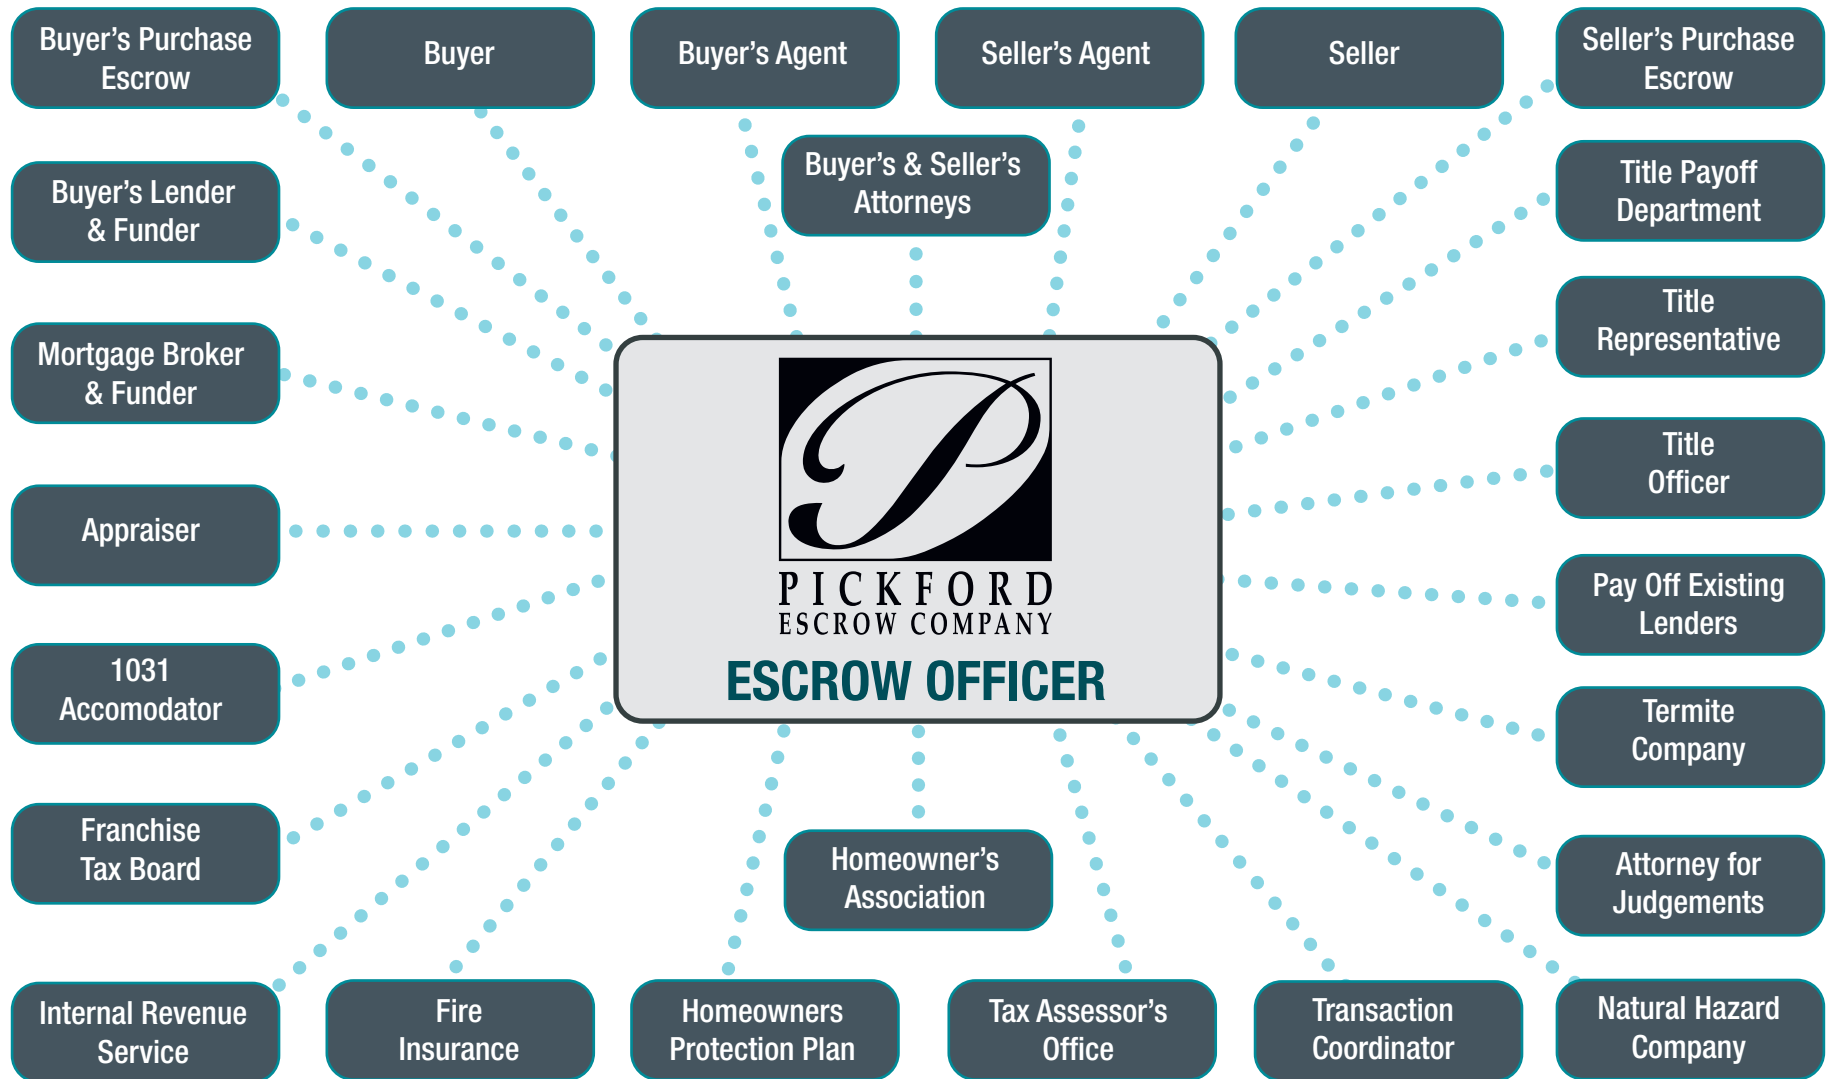 Buyer's Purchase
Escrow
Buyer
Buyer's Agent
Seller's Agent
Seller
Seller's Purchase
Escrow
Buyer's & Seller's
Attorneys
Buyer's Lender
& Funder
Title Payoff
Department
Title
Representative
Mortgage Broker
& Funder
Title
Officer
Appraiser
PICKFORD
ESCROW COMPANY
ESCROW OFFICER
Pay Off Existing
Lenders
1031
Accomodator
Termite
Company
Franchise
Tax Board
Homeowner's
Association
Attorney for
Judgements
Internal Revenue
Service
Fire
Insurance
Homeowners
Protection Plan
Tax Assessor's
Office
Transaction
Coordinator
Natural Hazard
Company